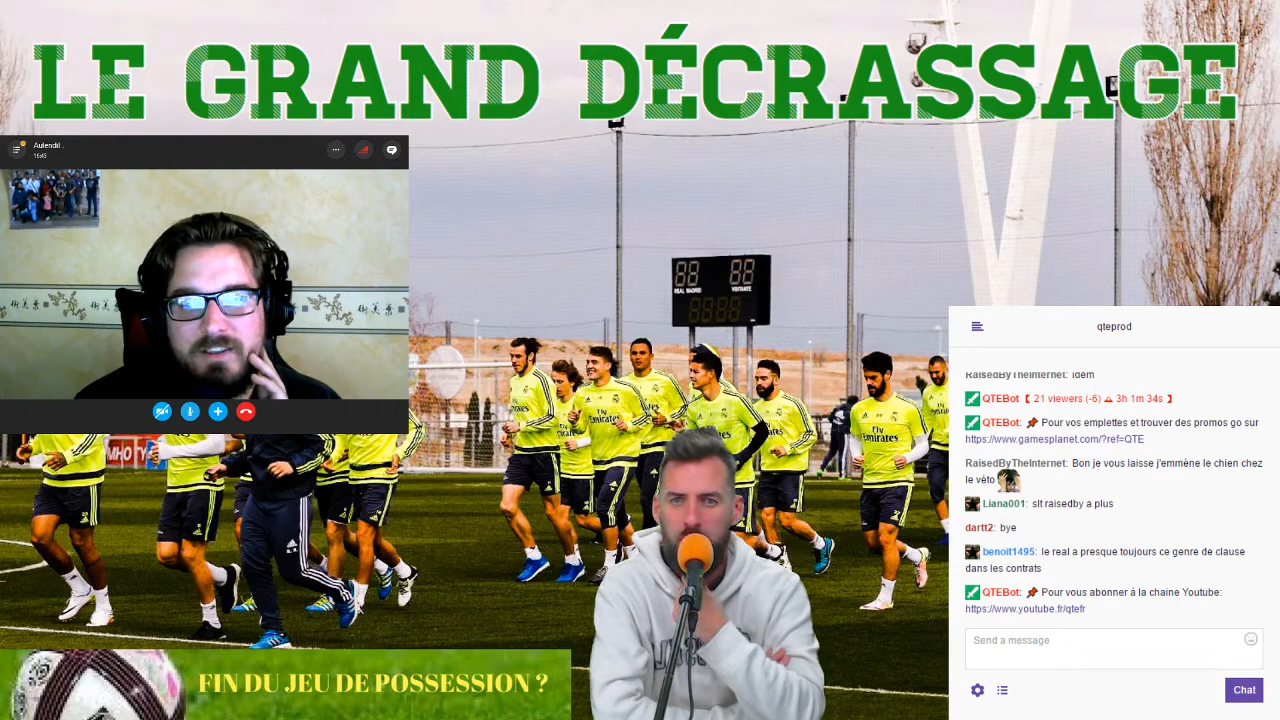 LE GRAND DÉCRASSAGE
Aulendil .
16:45
REAL MADRID
VISITANTE
Fly
Emirates
qteprod
RaisedByTheInternet: idem
QTEBot: 【 21 viewers (-6) 3h 1m 34s 】
QTEBot: Pour vos emplettes et trouver des promos go sur
https://www.gamesplanet.com/?ref=QTE
RaisedByTheInternet: Bon je vous laisse j'emmène le chien chez
le véto
Liana001: slt raisedby a plus
dartt2: bye
benoit1495: le real a presque toujours ce genre de clause
dans les contrats
QTEBot: Pour vous abonner à la chaine Youtube:
https://www.youtube.fr/qtefr
Send a message
Chat
FIN DU JEU DE POSSESSION ?